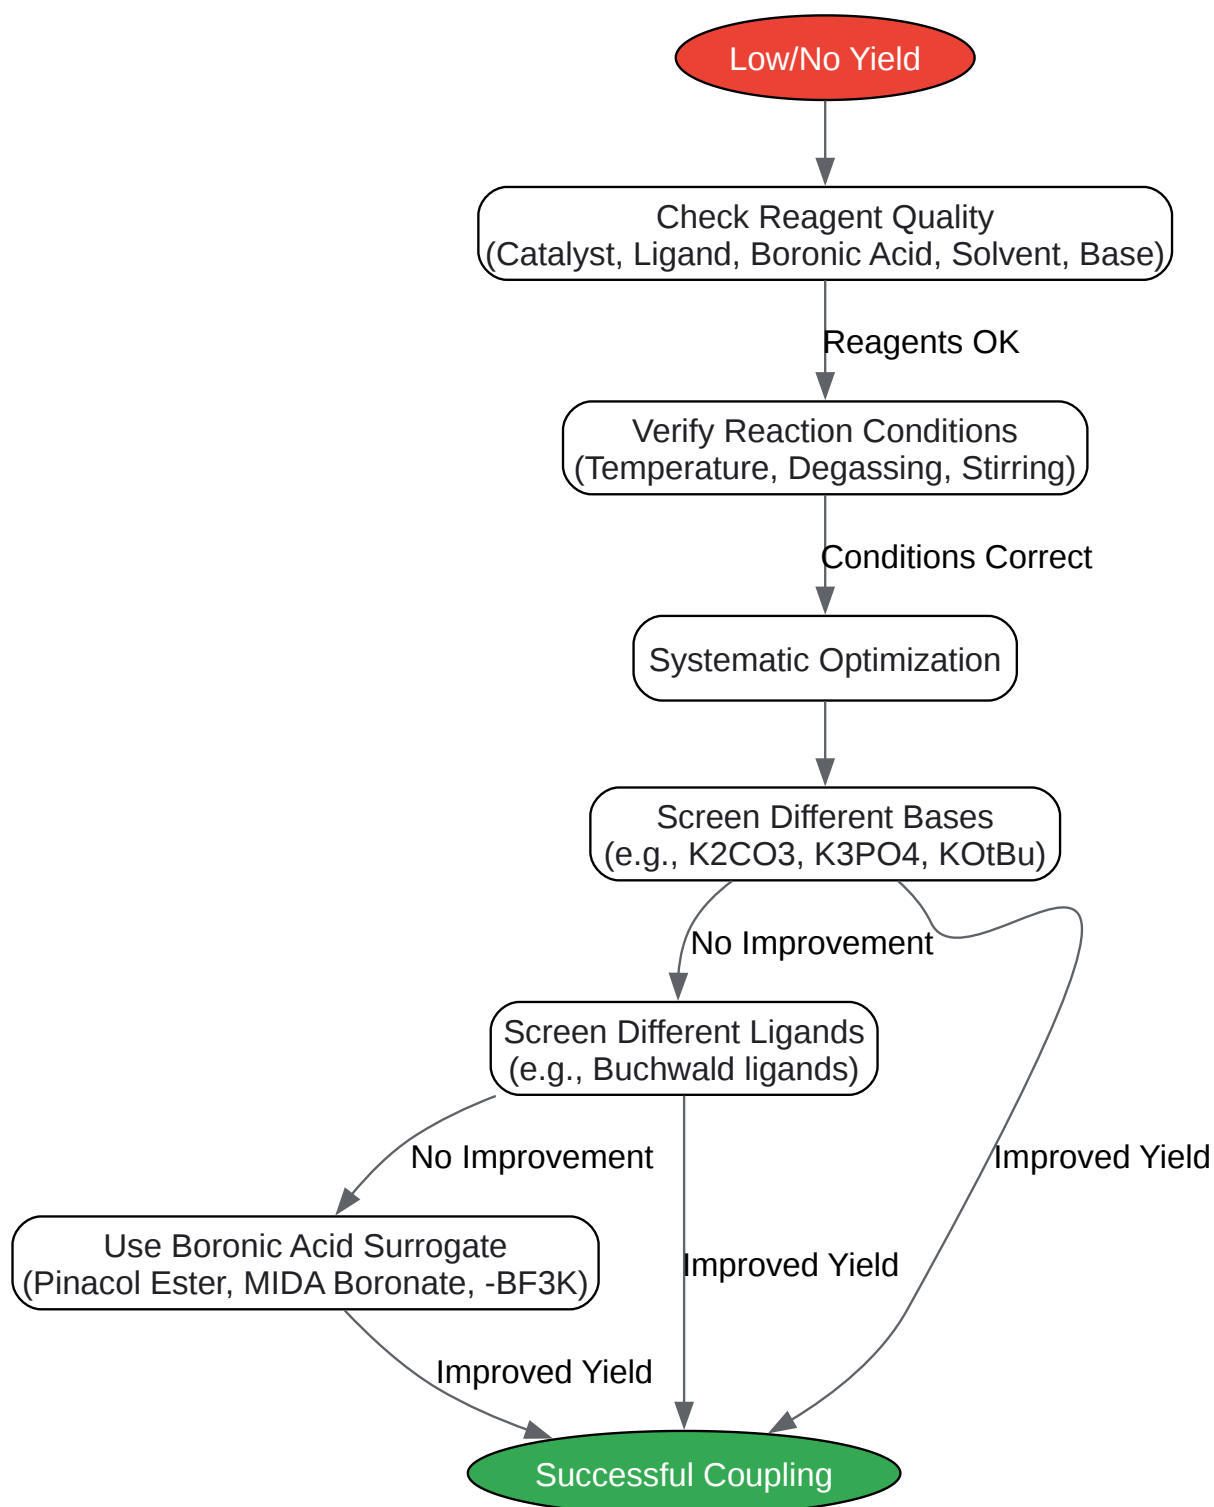 Low/No Yield
Check Reagent Quality
(Catalyst, Ligand, Boronic Acid, Solvent, Base)
Reagents OK
Verify Reaction Conditions
(Temperature, Degassing, Stirring)
Conditions Correct
Systematic Optimization
Screen Different Bases
(e.g., K2CO3, K3PO4, KOtBu)
No Improvement
Screen Different Ligands
(e.g., Buchwald ligands)
No Improvement
Improved Yield
Use Boronic Acid Surrogate
(Pinacol Ester, MIDA Boronate, -BF3K)
Improved Yield
Improved Yield
Successful Coupling